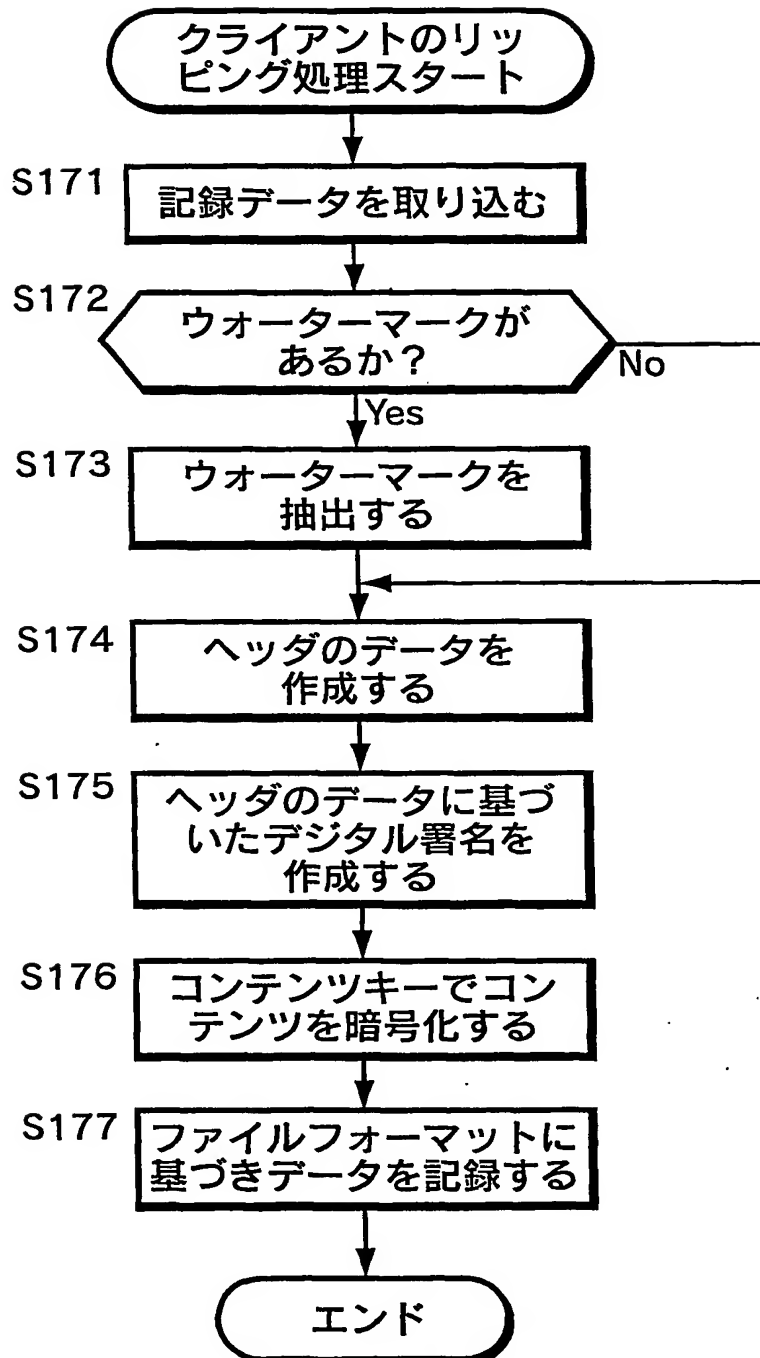 クライアントのリッ
ピング処理スタート
S171
記録データを取り込む
S172
ウォーターマークが
あるか?
No
Yes
S173
ウォーターマークを
抽出する
S174
ヘッダのデータを
作成する
S175
ヘッダのデータに基づ
いたデジタル署名を
作成する
S176
コンテンツキーでコン
テンツを暗号化する
S177
ファイルフォーマットに
基づきデータを記録する
エンド